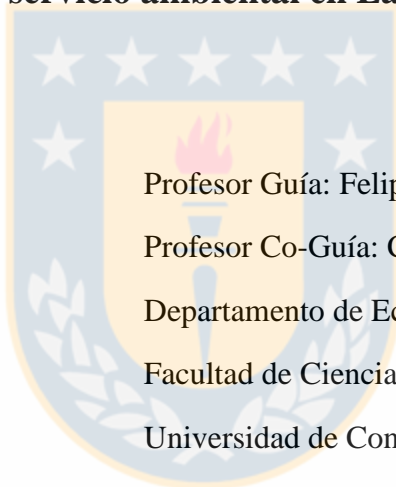 servicio ambiental en La
Profesor Guía: Felip
Profesor Co-Guía: C
Departamento de Ec
Facultad de Ciencia
Universidad de Con